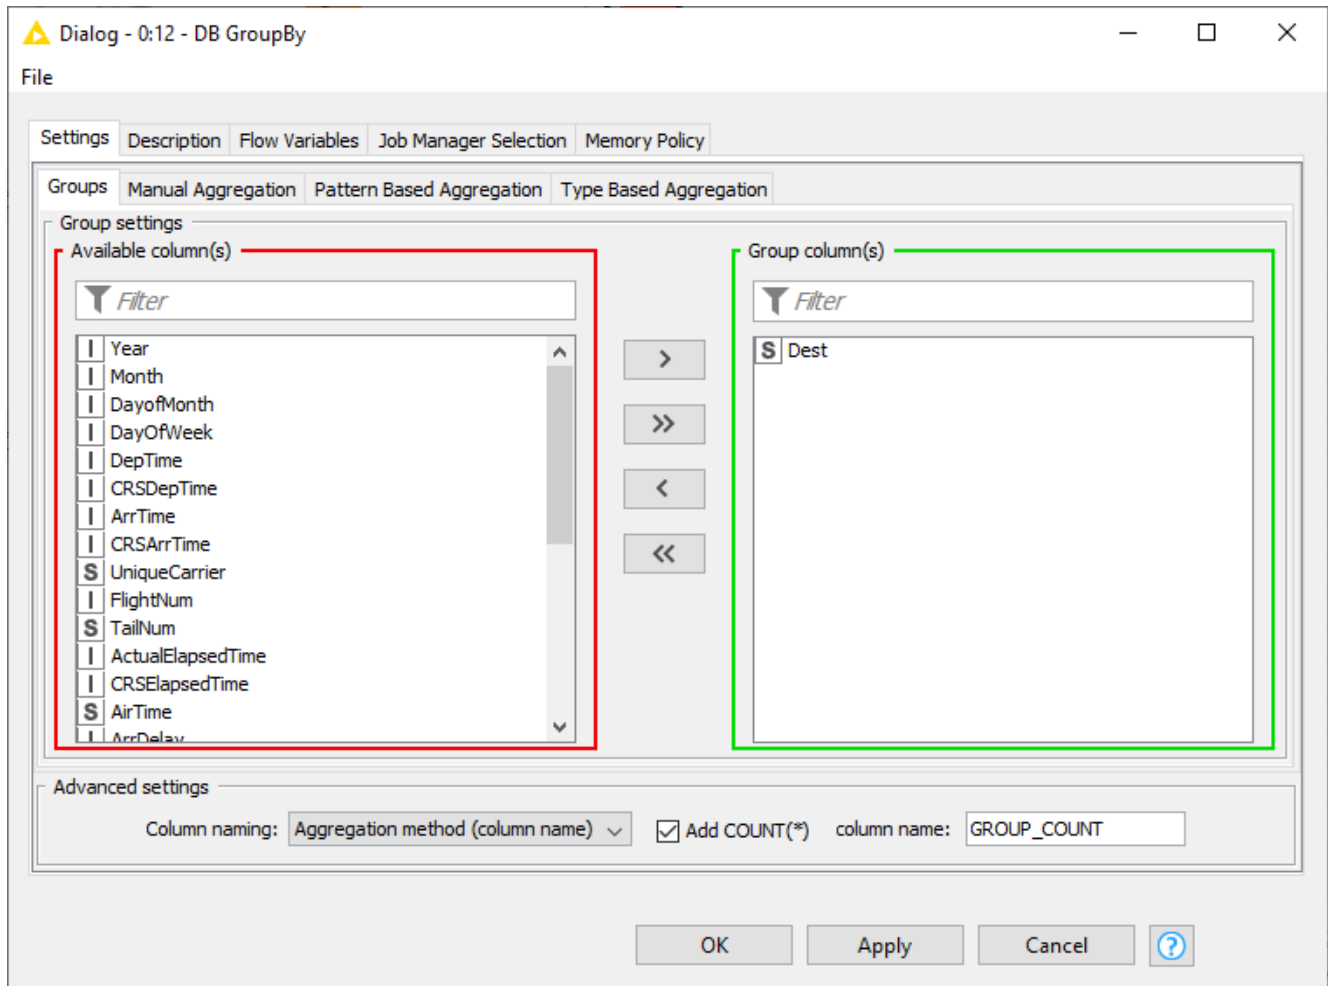 Dialog - 0:12 - DB GroupBy
File
Settings Description Flow Variables Job Manager Selection Memory Policy
Groups Manual Aggregation Pattern Based Aggregation Type Based Aggregation
Group settings
Available column(s)
Filter
I Year
I Month
I DayofMonth
I DayOfWeek
I DepTime
I CRSDepTime
I ArrTime
I CRSArrTime
S UniqueCarrier
I FlightNum
S TailNum
I ActualElapsedTime
I CRSElapsedTime
S AirTime
I ArrDelay
>
>>
<
<<
Group column(s)
Filter
S Dest
Advanced settings
Column naming: Aggregation method (column name) Add COUNT(*) column name: GROUP_COUNT
OK Apply Cancel ?